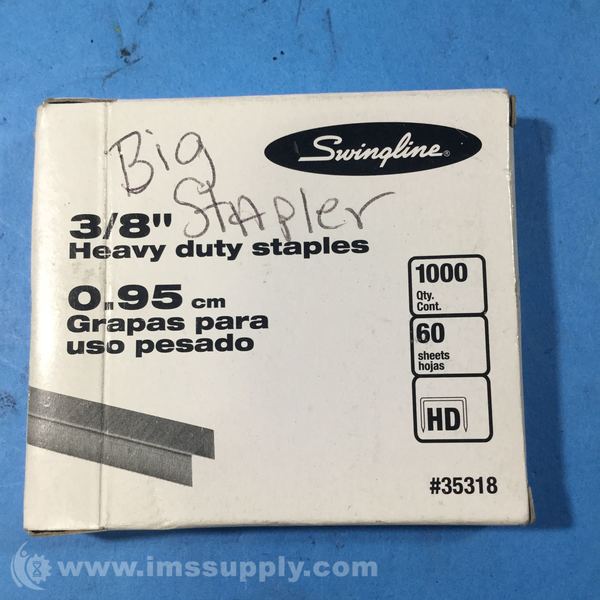 Big
Stapler
Swingline®
3/8"
Heavy duty staples
0.95 cm
Grapas para
uso pesado
1000
Qty.
Cont.
60
sheets
hojas
HD
#35318
www.imssupply.com